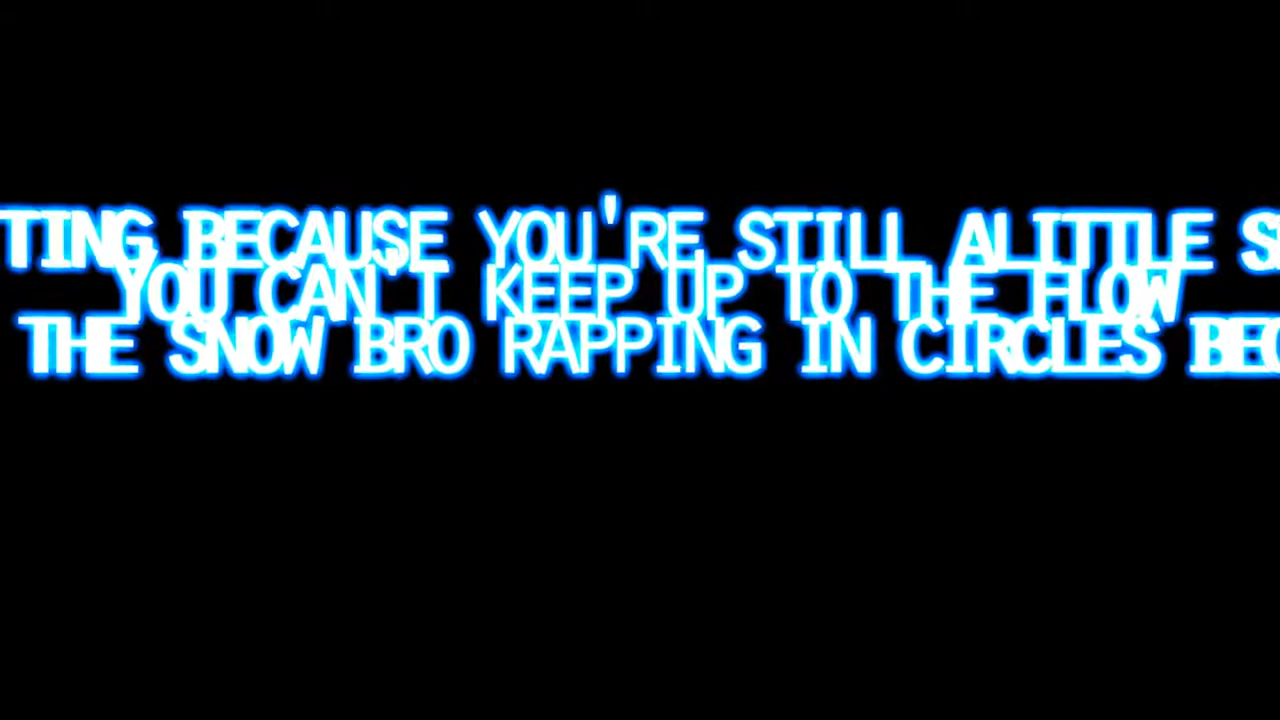 TING BECAUSE YOU'RE STILL ALITTLE S
YOU CAN'T KEEP UP TO THE FLOW
THE SNOW BRO RAPPING IN CIRCLES BEC